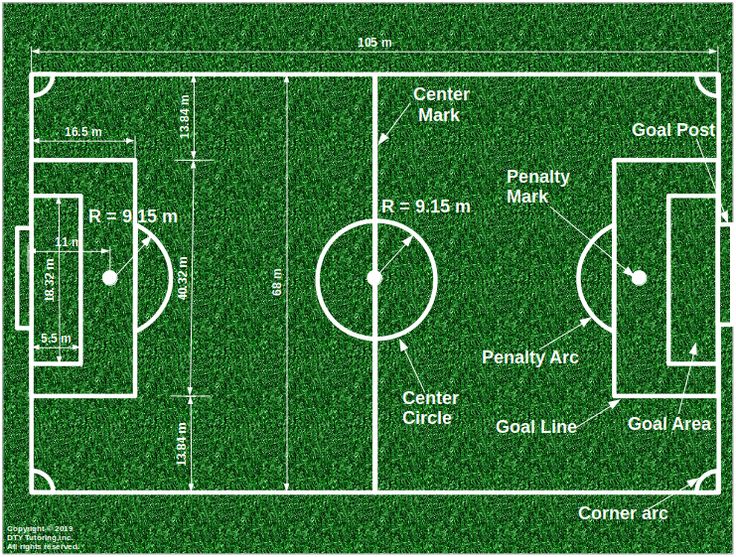 105 m
Center
Mark
13.84 m
16.5 m
Goal Post
Penalty
Mark
R = 9.15 m
R = 9.15 m
11 m
18.32 m
40.32 m
68 m
5.5 m
Penalty Arc
Center
Circle
Goal Line
Goal Area
13.84 m
Corner arc
Copyright © 2019
DTY Tutoring,Inc.
All rights reserved.